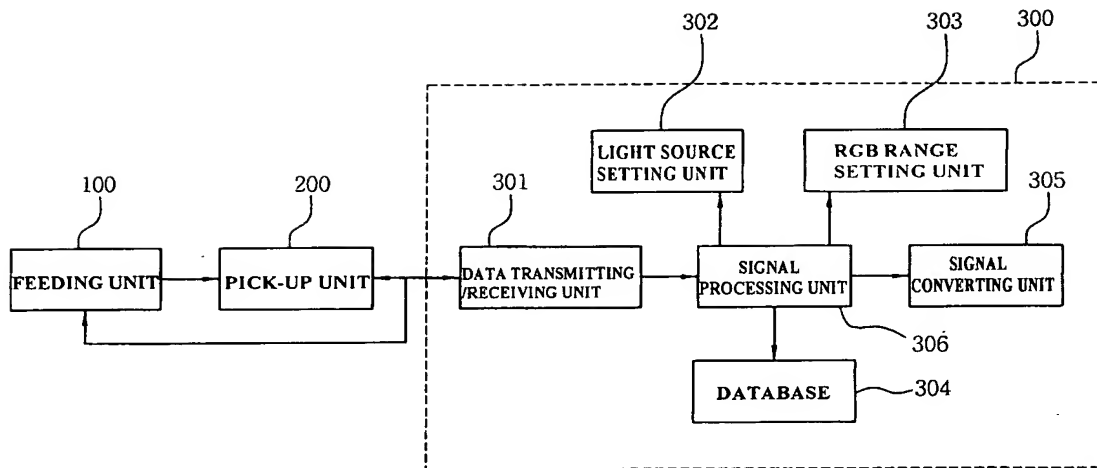 302
303
300
LIGHT SOURCE
SETTING UNIT
RGB RANGE
SETTING UNIT
100
200
301
305
FEEDING UNIT
PICK-UP UNIT
DATA TRANSMITTING
/RECEIVING UNIT
SIGNAL
PROCESSING UNIT
SIGNAL
CONVERTING UNIT
306
DATABASE
304